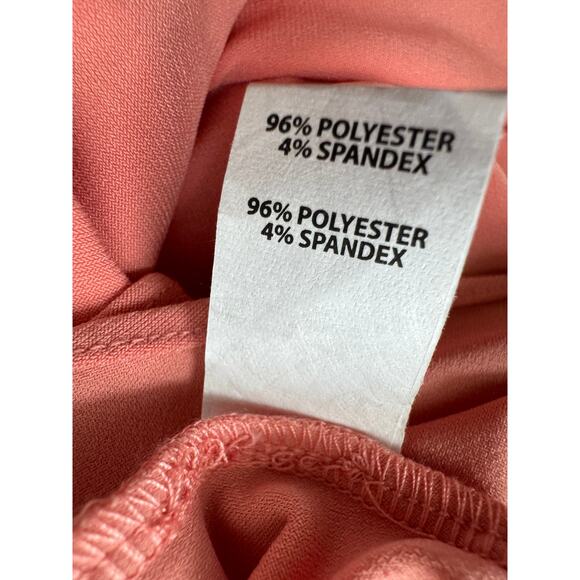 96% POLYESTER
4% SPANDEX
96% POLYESTER
4% SPANDEX